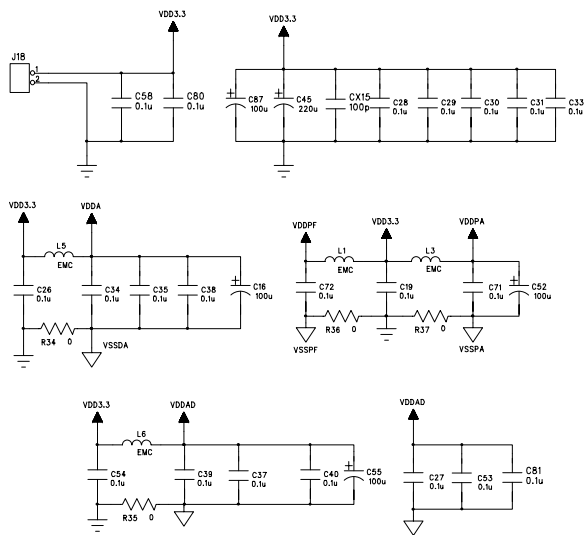 VDD3.3
J18
1
2
C58
0.1u
C80
0.1u
VDD3.3
C87
100u
C45
220u
CX15
100p
C28
0.1u
C29
0.1u
C30
0.1u
C31
0.1u
C33
0.1u
VDD3.3
VDDA
L5
EMC
C26
0.1u
C34
0.1u
C35
0.1u
C38
0.1u
C16
100u
R34 0
VSSDA
VDDPF
VDD3.3
VDDPA
L1
EMC
L3
EMC
C72
0.1u
C19
0.1u
C71
0.1u
C52
100u
R36 0
R37 0
VSSPF
VSSPA
VDD3.3
VDDAD
L6
EMC
C54
0.1u
C39
0.1u
C37
0.1u
C40
0.1u
C55
100u
R35 0
VDDAD
C27
0.1u
C53
0.1u
C81
0.1u